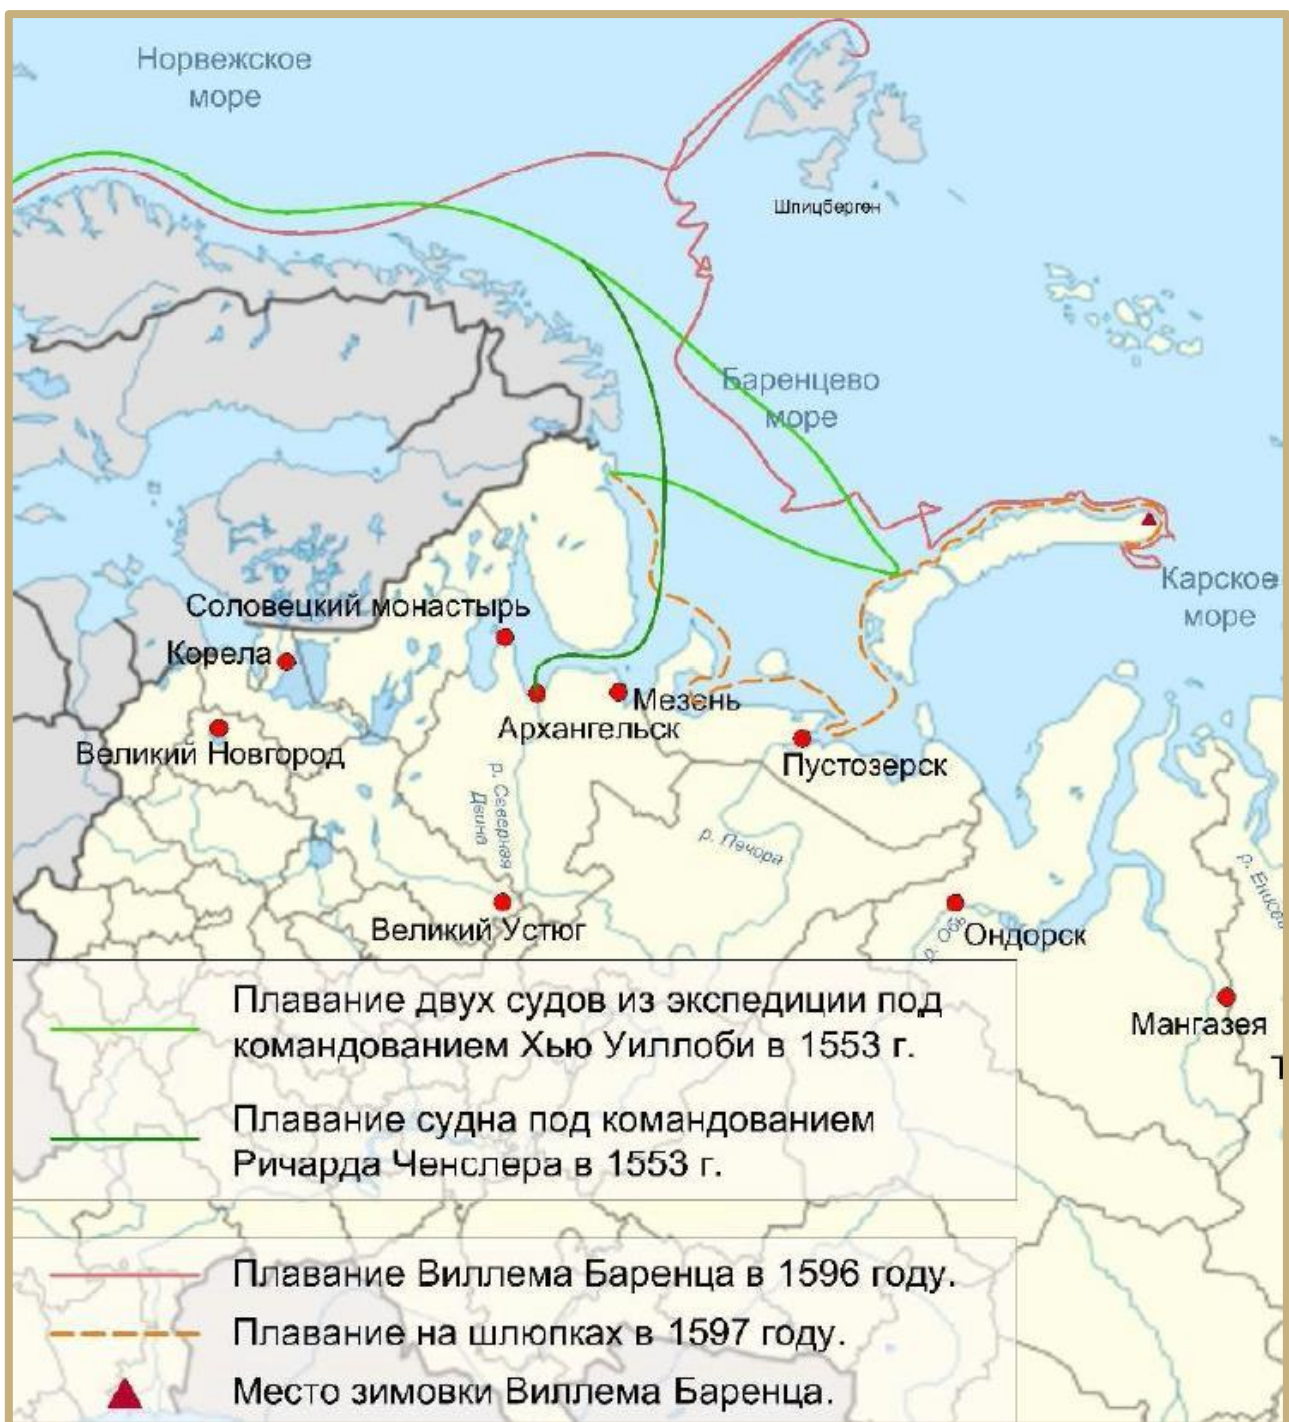 Норвежское
море
Шпицберген
Баренцево
море
Карское
море
Соловецкий монастырь
Корела
Мезень
Архангельск
Великий Новгород
Пустозерск
р. Северная
Двина
р. Печора
р. Енисей
Великий Устюг
р. Обь
Ондорск
Мангазея
Т
Плавание двух судов из экспедиции под
командованием Хью Уиллоби в 1553 г.
Плавание судна под командованием
Ричарда Ченслера в 1553 г.
Плавание Виллема Баренца в 1596 году.
Плавание на шлюпках в 1597 году.
Место зимовки Виллема Баренца.